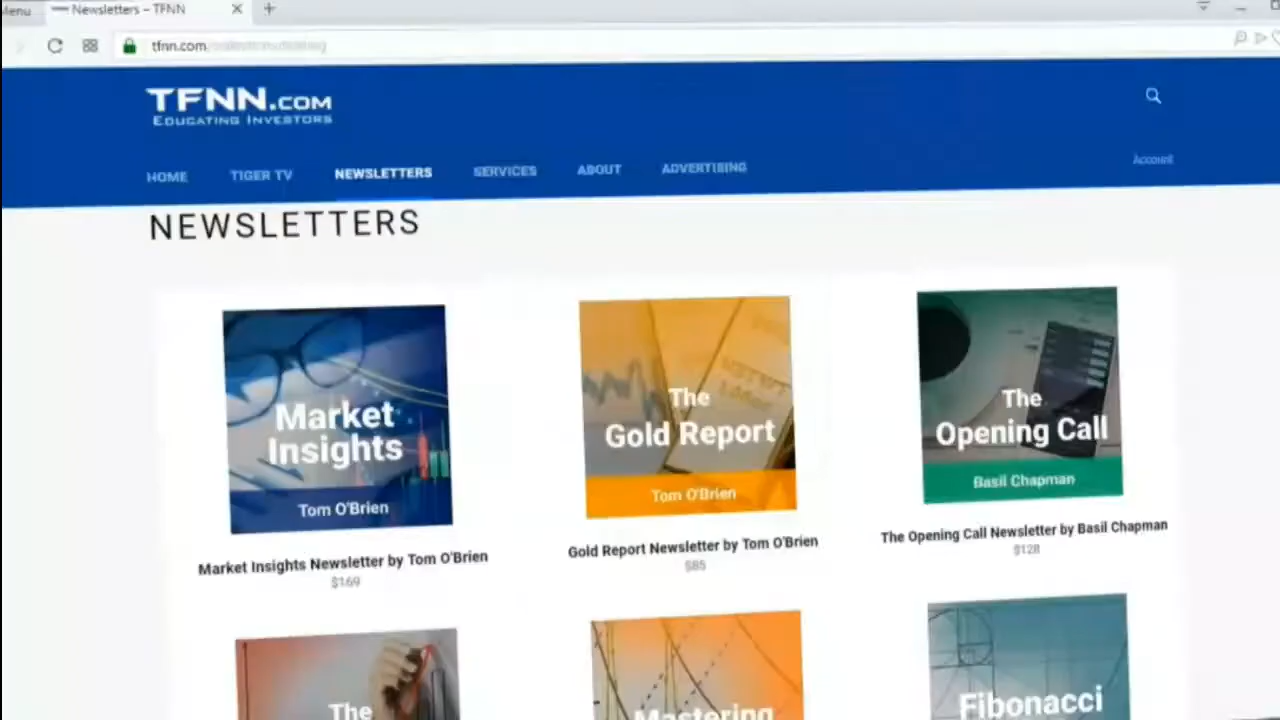 Menu
Newsletters – TFNN
tfnn.com
TFNN.COM
EDUCATING INVESTORS
Account
HOME
TIGER TV
NEWSLETTERS
SERVICES
ABOUT
ADVERTISING
NEWSLETTERS
Market
Insights
Tom O'Brien
Market Insights Newsletter by Tom O'Brien
$169
The
Gold Report
Tom O'Brien
Gold Report Newsletter by Tom O'Brien
$85
The
Opening Call
Basil Chapman
The Opening Call Newsletter by Basil Chapman
$128
The
Mastering
Fibonacci